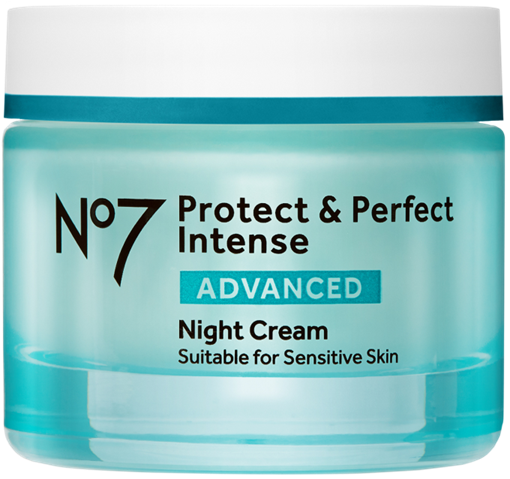 No7
Protect & Perfect
Intense
ADVANCED
Night Cream
Suitable for Sensitive Skin